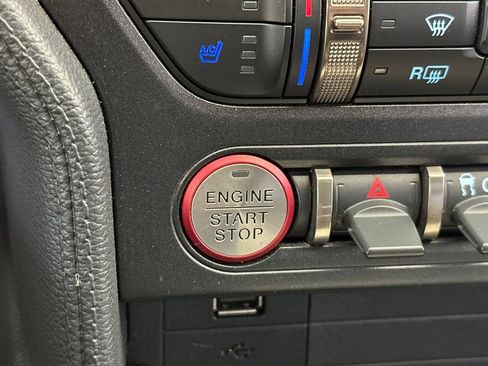 A/C
R
ENGINE
START
STOP